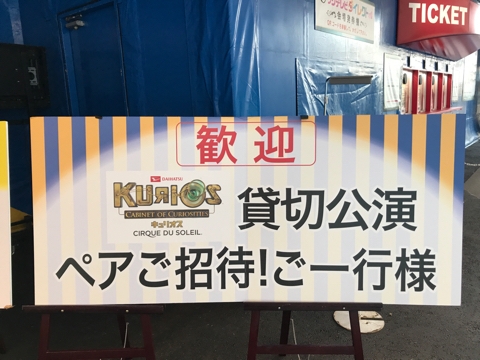 TICKET
歓迎
DAIHATSU
KURIOS
CABINET OF CURIOSITIES
キュリオス
CIRQUE DU SOLEIL
貸切公演
ペアご招待!ご一行様